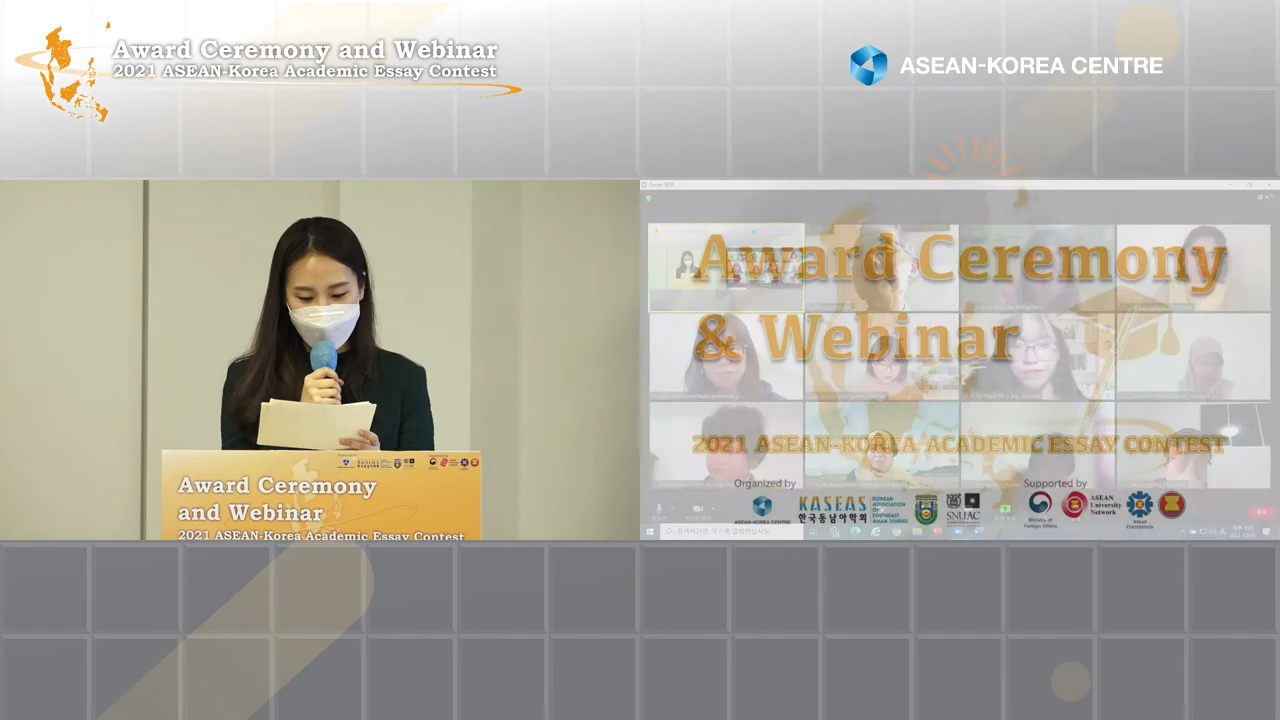 Award Ceremony and Webinar
2021 ASEAN-Korea Academic Essay Contest
ASEAN-KOREA CENTRE
Award Ceremony
and Webinar
2021 ASEAN-Korea Academic Essay Contest
KASEAS
Award Ceremony
& Webinar
2021 ASEAN-KOREA ACADEMIC ESSAY CONTEST
Organized by
Supported by
ASEAN-KOREA CENTRE
KASEAS
한국동남아학회
KOREAN
ASSOCIATION
OF
SOUTHEAST
ASIAN STUDIES
SNUAC
Ministry of
Foreign Affairs
ASEAN
University
Network
ASEAN
Foundation